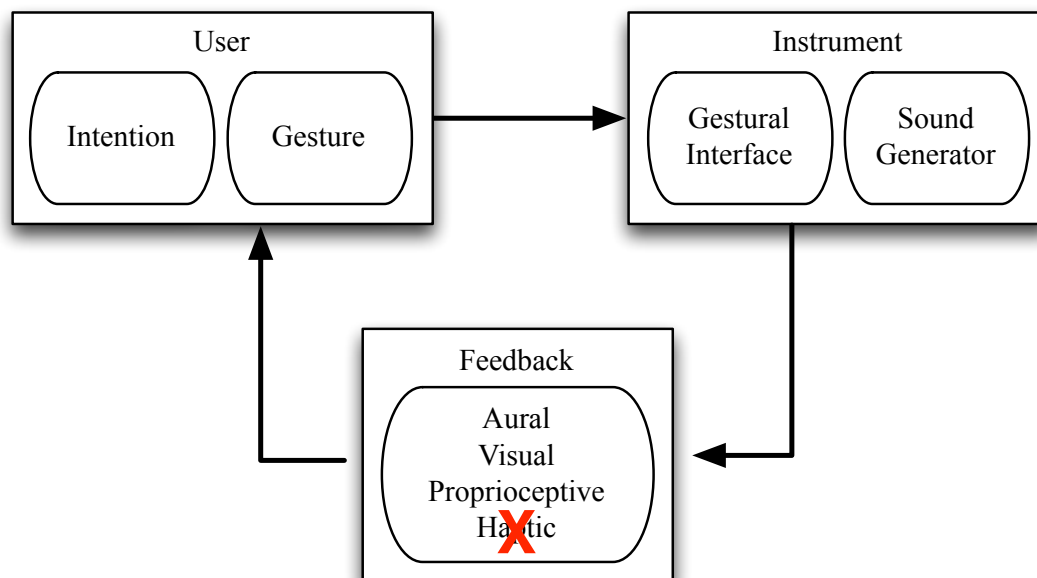 User
Intention
Gesture
Instrument
Gestural
Interface
Sound
Generator
Feedback
Aural
Visual
Proprioceptive
Haptic
X